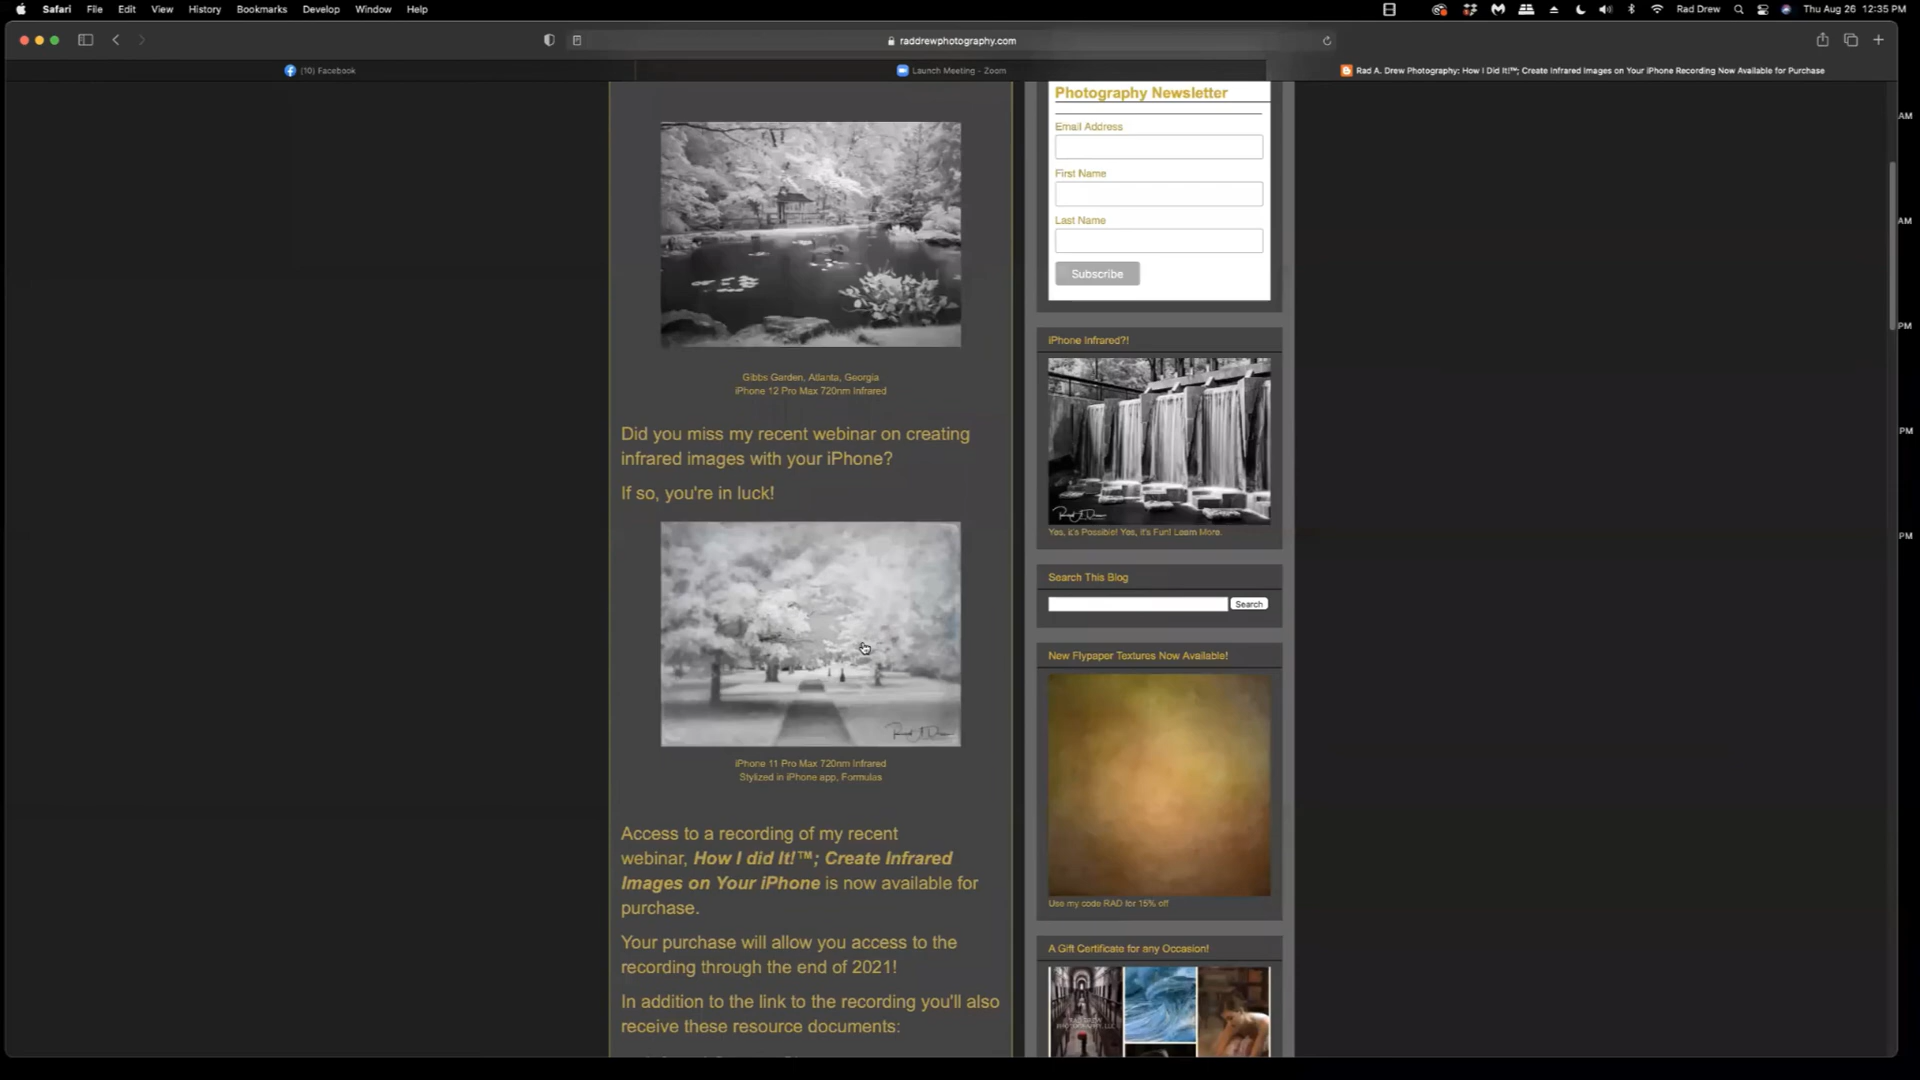 Safari File Edit View History Bookmarks Develop Window Help
Rad Drew Thu Aug 26 12:35 PM
raddrewphotography.com
(10) Facebook
Launch Meeting - Zoom
Rad A. Drew Photography: How I Did It!™; Create Infrared Images on Your iPhone Recording Now Available for Purchase
Gibbs Garden, Atlanta, Georgia
iPhone 12 Pro Max 720nm Infrared
Did you miss my recent webinar on creating
infrared images with your iPhone?
If so, you're in luck!
iPhone 11 Pro Max 720nm Infrared
Stylized in iPhone app, Formulas
Access to a recording of my recent
webinar, How I did It!™; Create Infrared
Images on Your iPhone is now available for
purchase.
Your purchase will allow you access to the
recording through the end of 2021!
In addition to the link to the recording you'll also
receive these resource documents:
Photography Newsletter
Email Address
First Name
Last Name
Subscribe
iPhone Infrared?!
Yes, it's Possible! Yes, it's Fun! Learn More.
Search This Blog
Search
New Flypaper Textures Now Available!
Use my code RAD for 15% off
A Gift Certificate for any Occasion!
RAD DREW
PHOTOGRAPHY, LLC
AM
AM
PM
PM
PM